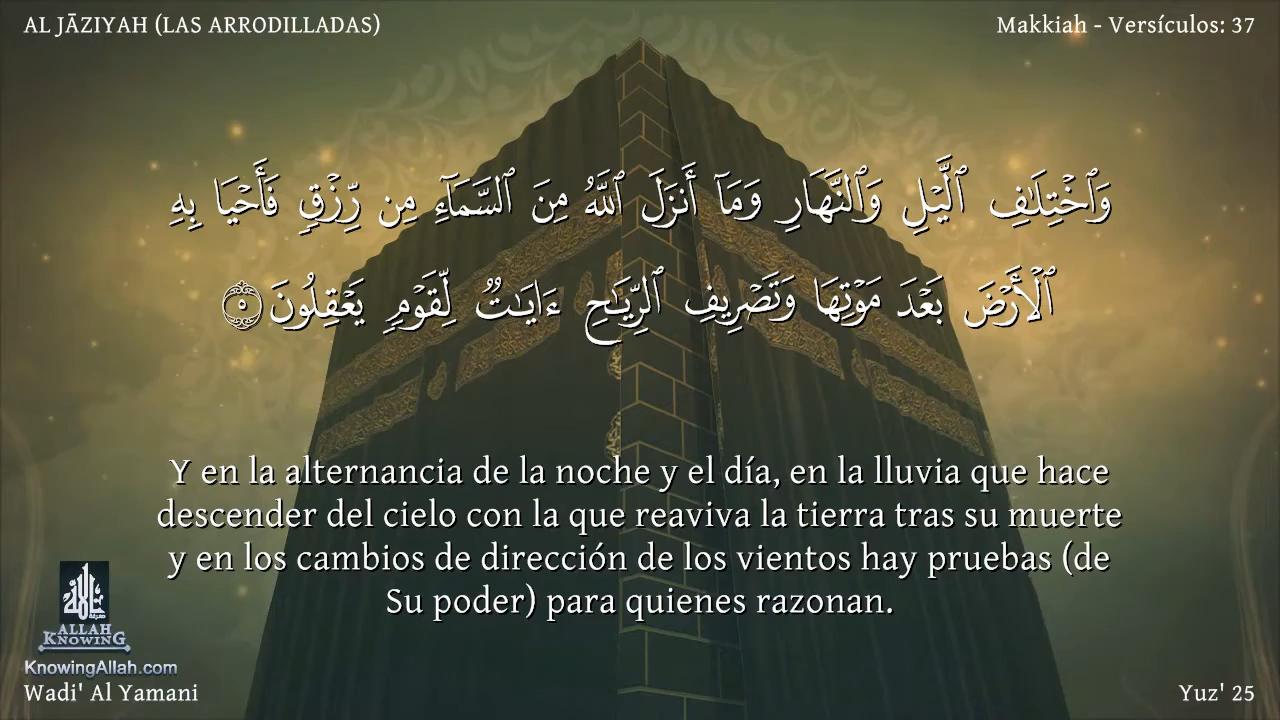 AL JĀZIYAH (LAS ARRODILLADAS)
Makkiah - Versículos: 37
وَٱخْتِلَـٰفِ ٱلَّيْلِ وَٱلنَّهَارِ وَمَآ أَنزَلَ ٱللَّهُ مِنَ ٱلسَّمَآءِ مِن رِّزْقٍ فَأَحْيَا بِهِ
ٱلْأَرْضَ بَعْدَ مَوْتِهَا وَتَصْرِيفِ ٱلرِّيَـٰحِ ءَايَـٰتٌ لِّقَوْمٍ يَعْقِلُونَ ٥
Y en la alternancia de la noche y el día, en la lluvia que hace
descender del cielo con la que reaviva la tierra tras su muerte
y en los cambios de dirección de los vientos hay pruebas (de
Su poder) para quienes razonan.
ALLAH
KNOWING
KnowingAllah.com
Wadi' Al Yamani
Yuz' 25